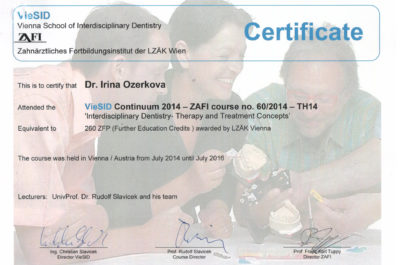 VieSID
Vienna School of Interdisciplinary Dentistry
ZAFI
Zahnärztliches Fortbildungsinstitut der LZÄK Wien
Certificate
This is to certify that Dr. Irina Ozerkova
Attended the VieSID Continuum 2014 – ZAFI course no. 60/2014 – TH14
'Interdisciplinary Dentistry- Therapy and Treatment Concepts'
Equivalent to 260 ZFP (Further Education Credits ) awarded by LZÄK Vienna
The course was held in Vienna / Austria from July 2014 until July 2016
Lecturers: UnivProf. Dr. Rudolf Slavicek and his team
Ing. Christian Slavicek
Director VieSID
Prof. Rudolf Slavicek
Course Director
Prof. Franz Karl Tuppy
Director ZAFI